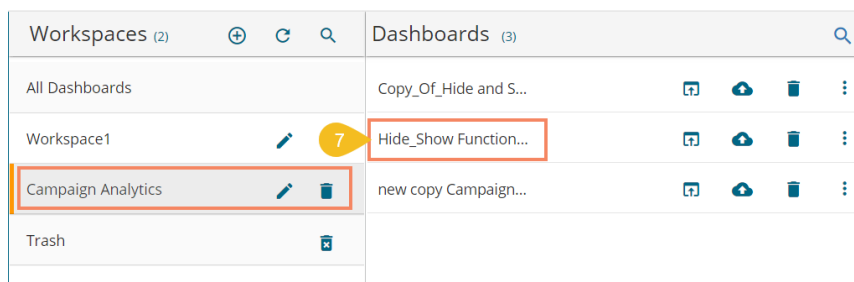 Workspaces (2)
Dashboards (3)
All Dashboards
Copy_Of_Hide and S...
Workspace1
7
Hide_Show Function...
Campaign Analytics
new copy Campaign...
Trash